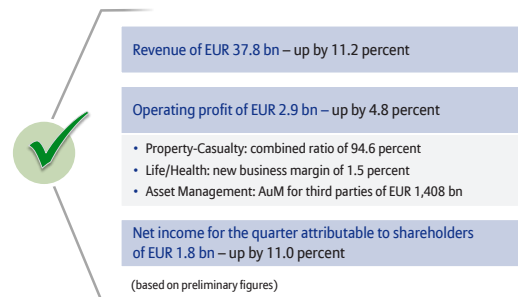 Revenue of EUR 37.8 bn – up by 11.2 percent
Operating profit of EUR 2.9 bn – up by 4.8 percent
• Property-Casualty: combined ratio of 94.6 percent
• Life/Health: new business margin of 1.5 percent
• Asset Management: AuM for third parties of EUR 1,408 bn
Net income for the quarter attributable to shareholders
of EUR 1.8 bn – up by 11.0 percent
(based on preliminary figures)